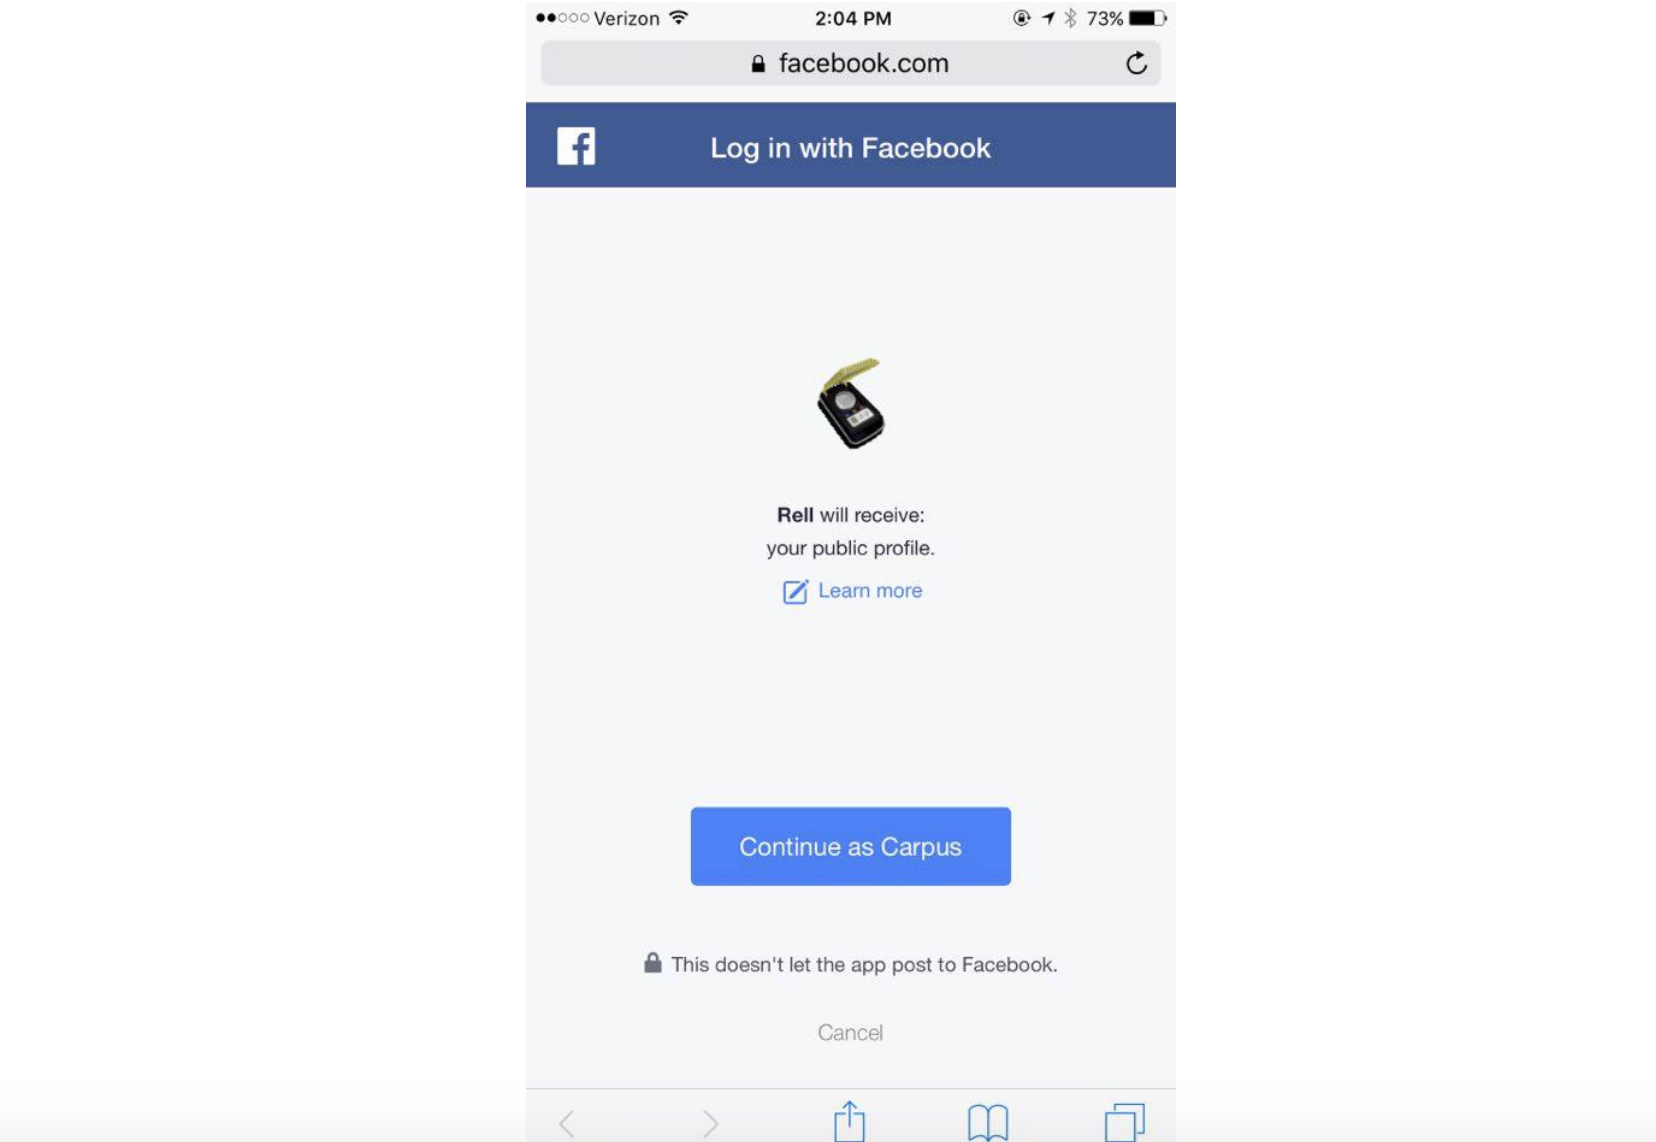 Verizon 2:04 PM 73%
facebook.com
Log in with Facebook
Rell will receive:
your public profile.
Learn more
Continue as Carpus
This doesn't let the app post to Facebook.
Cancel